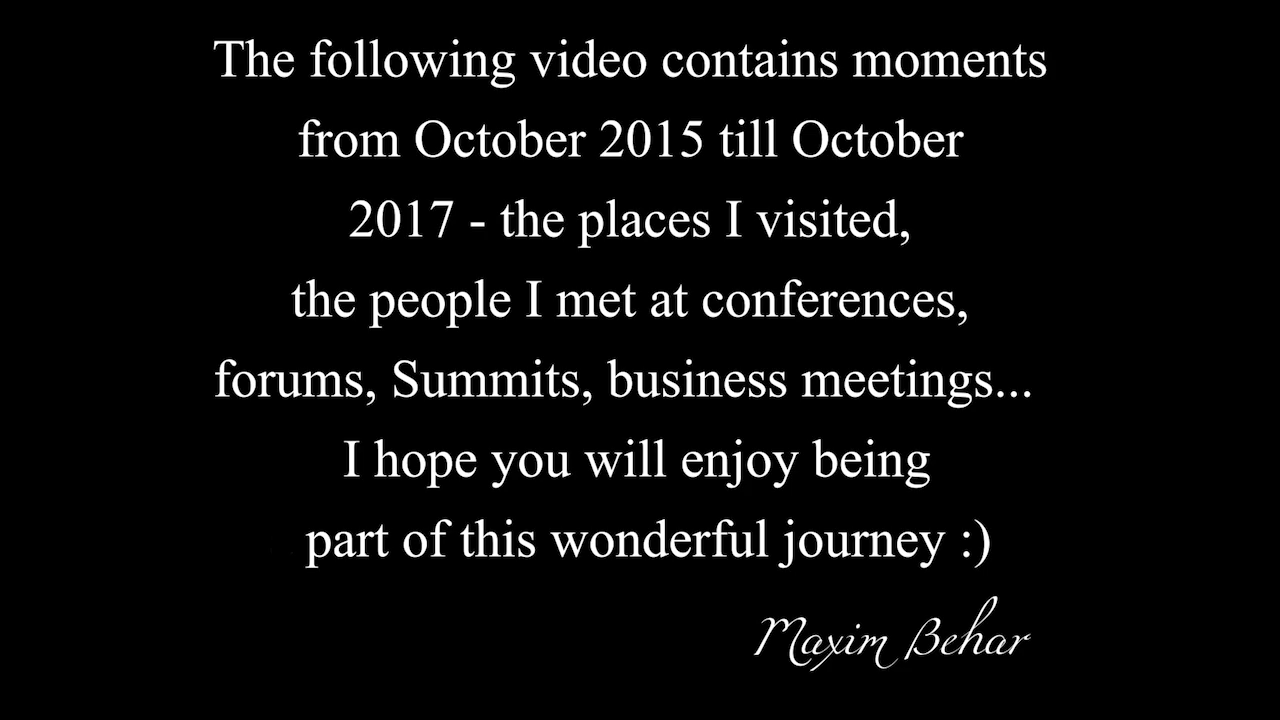 The following video contains moments
from October 2015 till October
2017 - the places I visited,
the people I met at conferences,
forums, Summits, business meetings...
I hope you will enjoy being
part of this wonderful journey :)
Maxim Behar